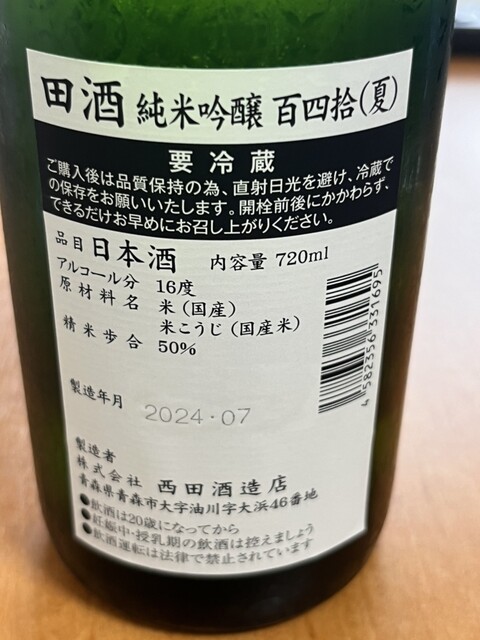 田酒 純米吟醸 百四拾(夏)
要冷蔵
ご購入後は品質保持の為、直射日光を避け、冷蔵で
の保存をお願いいたします。開栓前後にかかわらず、
できるだけお早めにお召し上がりください。
品目 日本酒 内容量 720ml
アルコール分 16度
原材料名 米(国産)
米こうじ(国産米)
精米歩合 50%
4 582356 331695
製造年月 2024・07
製造者
株式会社 西田酒造店
青森県青森市大字油川字大浜46番地
●飲酒は20歳になってから
●妊娠中・授乳期の飲酒は控えましょう
●飲酒運転は法律で禁止されています